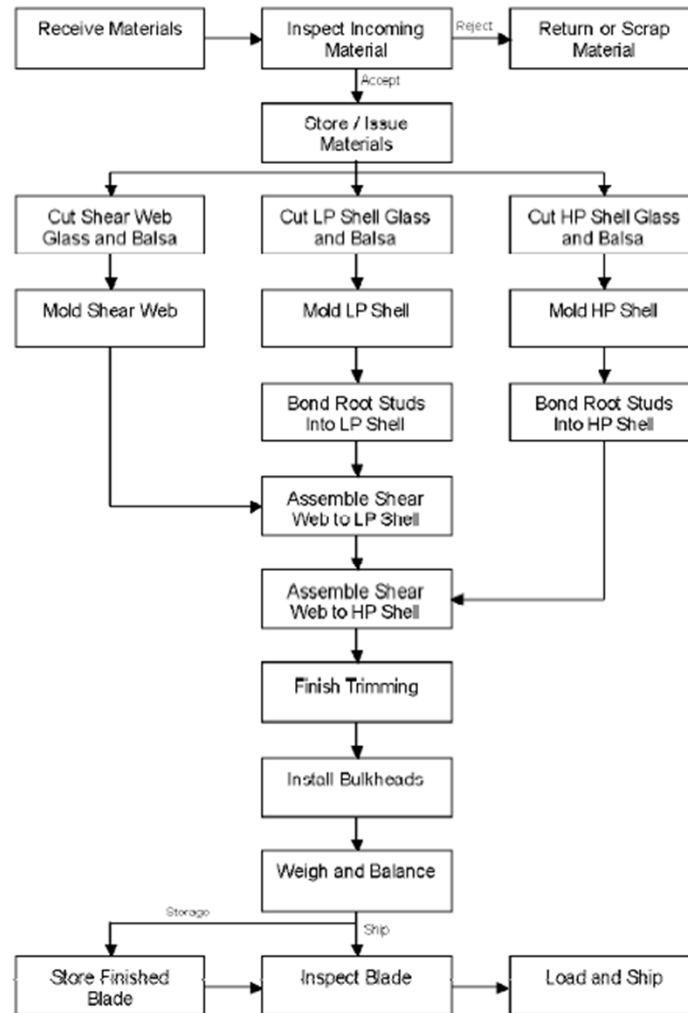 Receive Materials
Inspect Incoming
Material
Reject
Return or Scrap
Material
Accept
Store / Issue
Materials
Cut Shear Web
Glass and Balsa
Cut LP Shell Glass
and Balsa
Cut HP Shell Glass
and Balsa
Mold Shear Web
Mold LP Shell
Mold HP Shell
Bond Root Studs
Into LP Shell
Bond Root Studs
Into HP Shell
Assemble Shear
Web to LP Shell
Assemble Shear
Web to HP Shell
Finish Trimming
Install Bulkheads
Weigh and Balance
Storage
Ship
Store Finished
Blade
Inspect Blade
Load and Ship